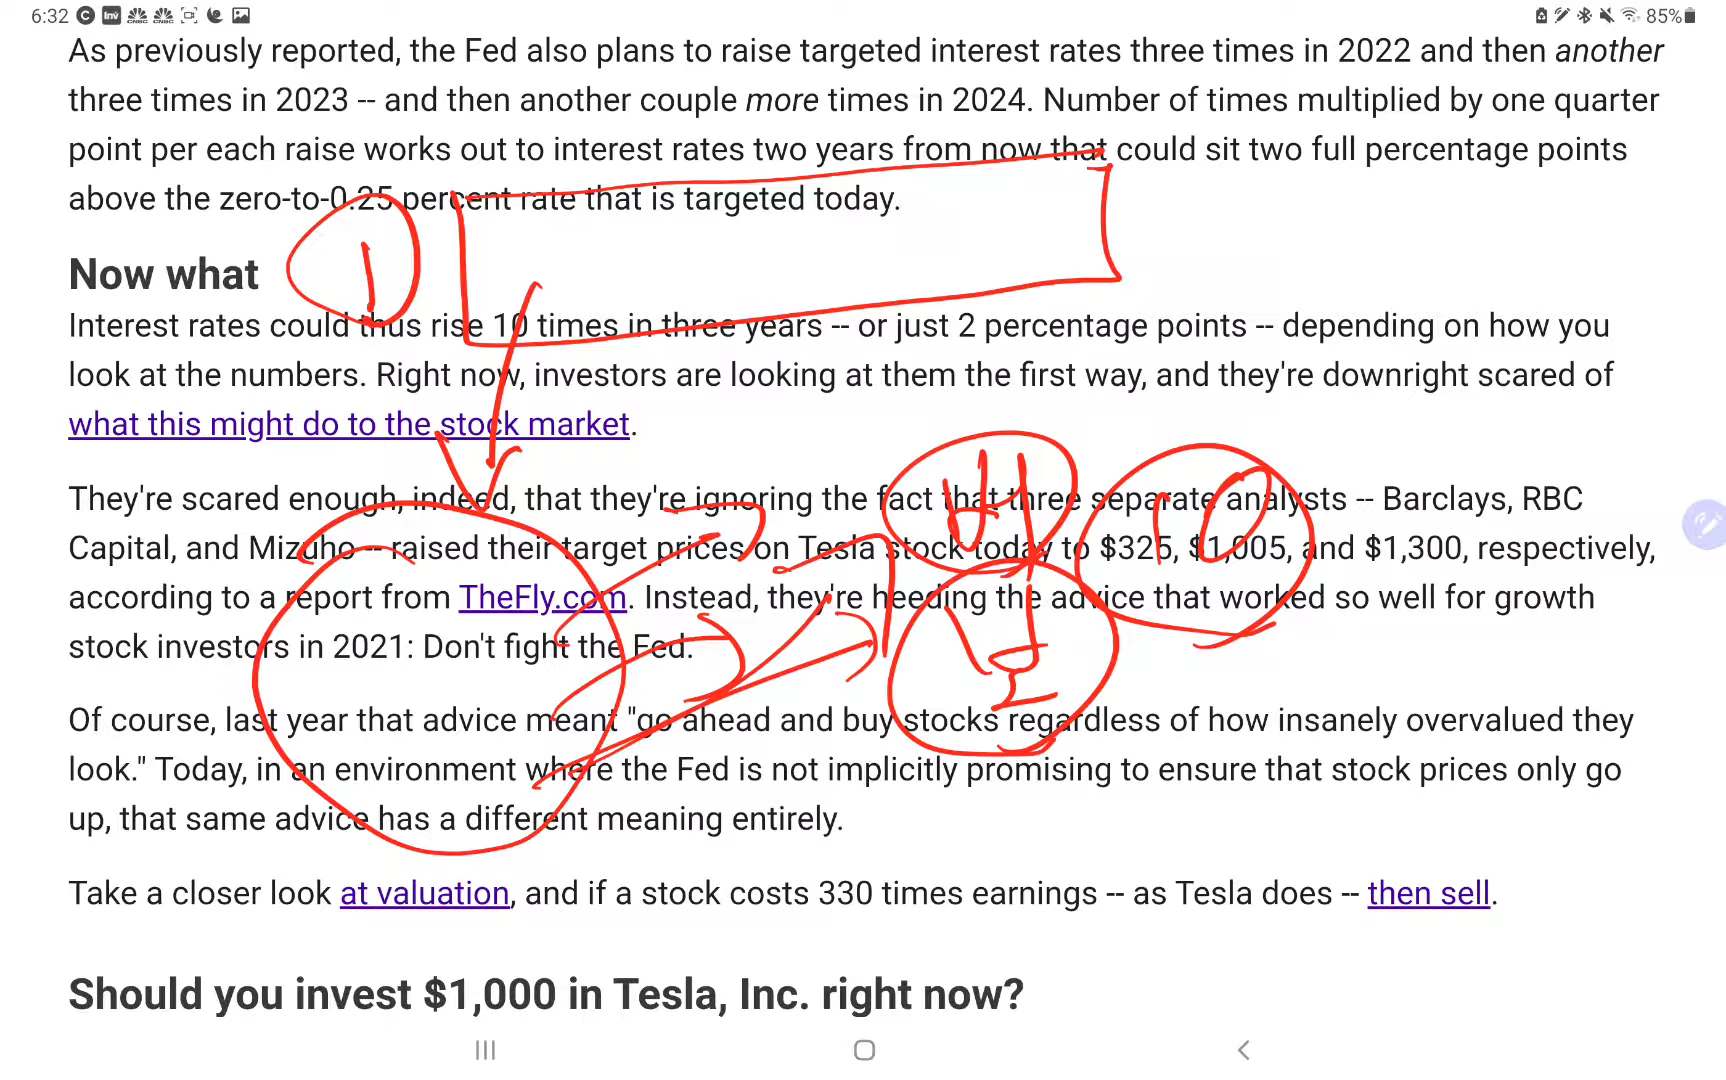 6:32
85%
As previously reported, the Fed also plans to raise targeted interest rates three times in 2022 and then another
three times in 2023 -- and then another couple more times in 2024. Number of times multiplied by one quarter
point per each raise works out to interest rates two years from now that could sit two full percentage points
above the zero-to-0.25 percent rate that is targeted today.
Now what
1
Interest rates could thus rise 10 times in three years -- or just 2 percentage points -- depending on how you
look at the numbers. Right now, investors are looking at them the first way, and they're downright scared of
what this might do to the stock market.
They're scared enough, indeed, that they're ignoring the fact that three separate analysts -- Barclays, RBC
Capital, and Mizuho -- raised their target prices on Tesla stock today to $325, $1,005, and $1,300, respectively,
according to a report from TheFly.com. Instead, they're heeding the advice that worked so well for growth
stock investors in 2021: Don't fight the Fed.
Of course, last year that advice meant "go ahead and buy stocks regardless of how insanely overvalued they
look." Today, in an environment where the Fed is not implicitly promising to ensure that stock prices only go
up, that same advice has a different meaning entirely.
Take a closer look at valuation, and if a stock costs 330 times earnings -- as Tesla does -- then sell.
Should you invest $1,000 in Tesla, Inc. right now?